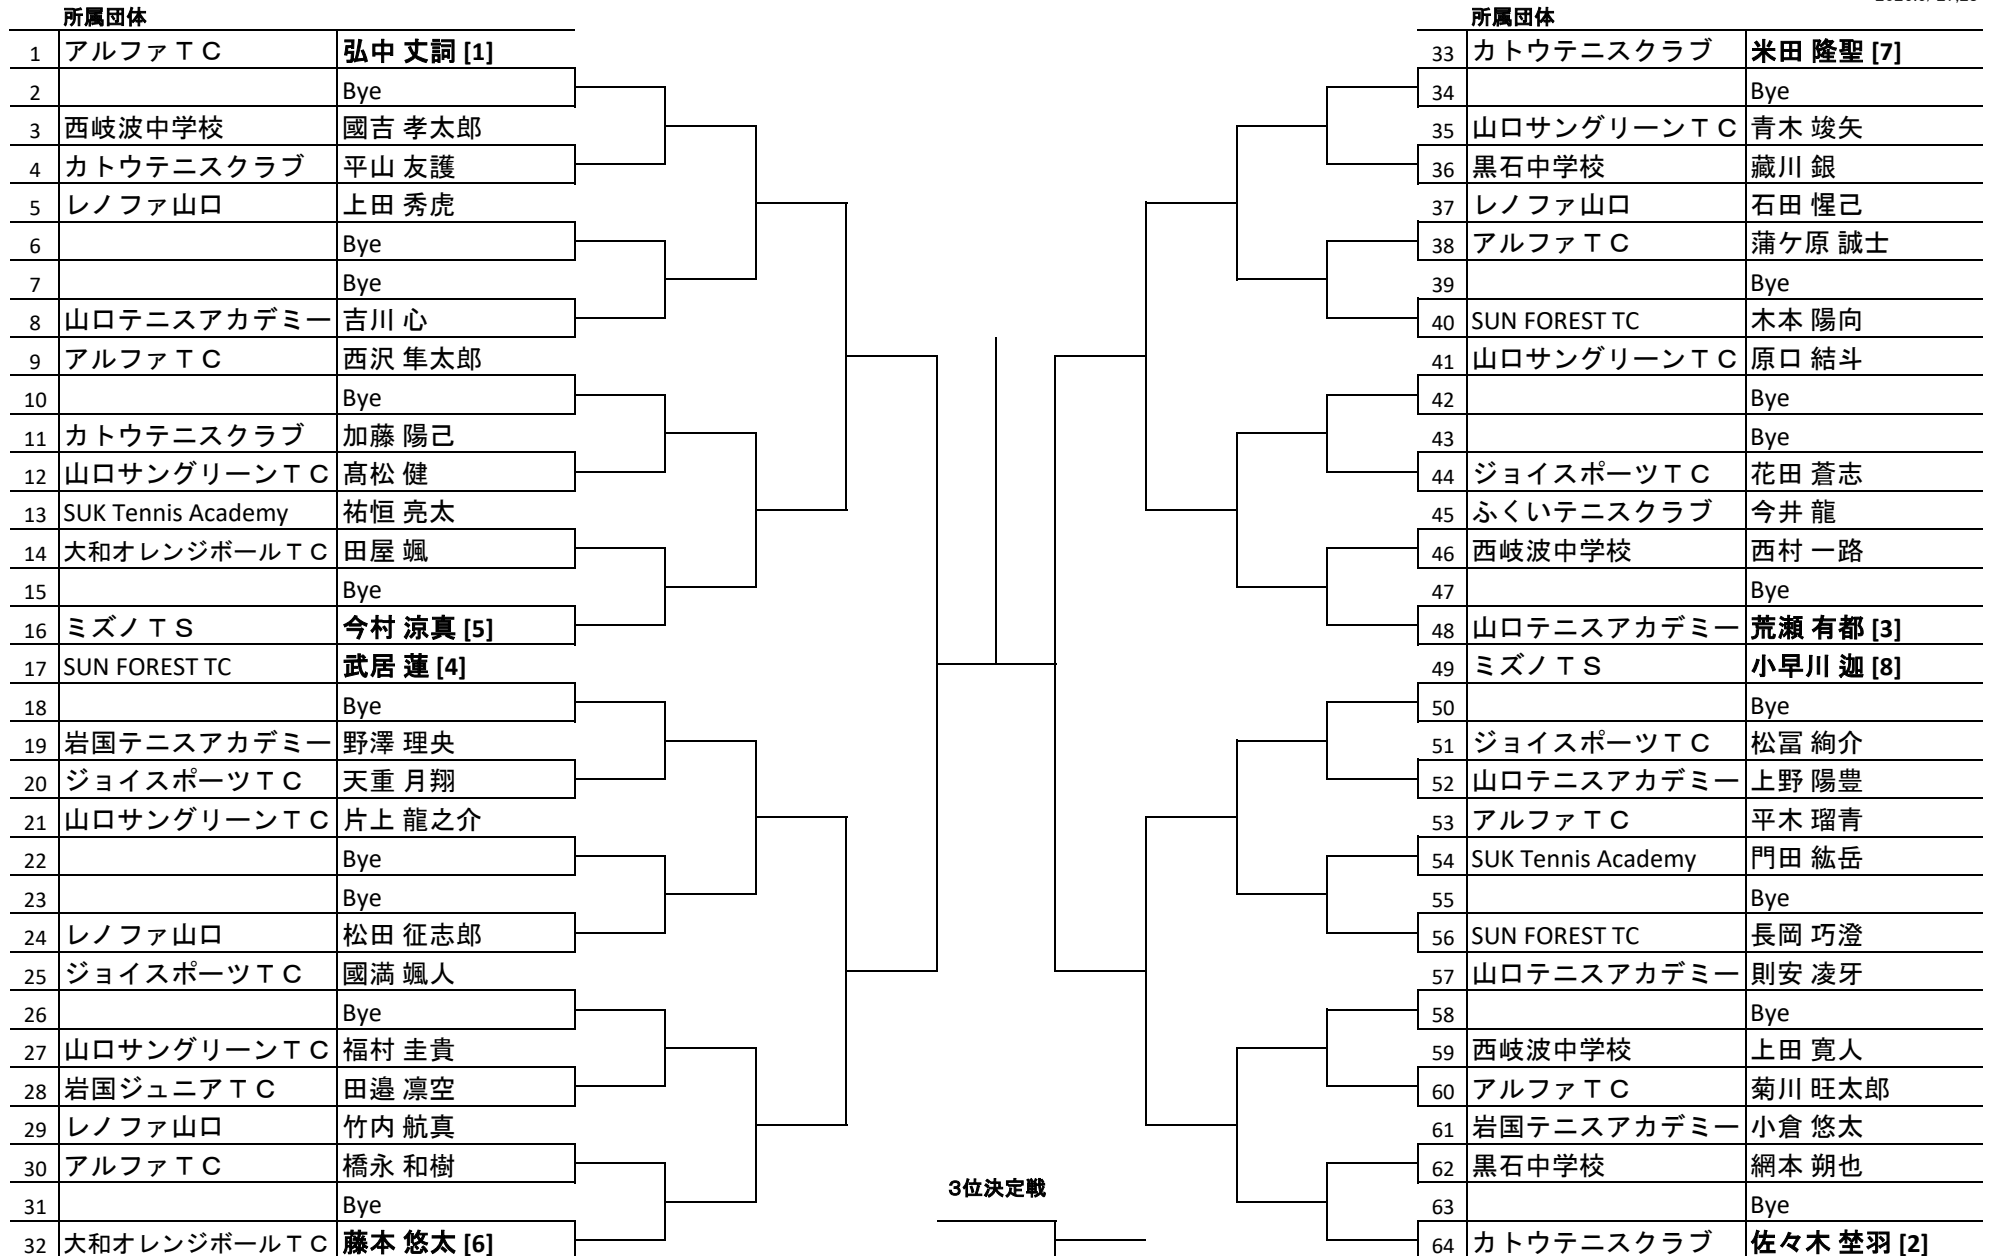 所属団体
1 アルファＴＣ 弘中 丈詞 [1]
2 Bye
3 西岐波中学校 國吉 孝太郎
4 カトウテニスクラブ 平山 友護
5 レノファ山口 上田 秀虎
6 Bye
7 Bye
8 山口テニスアカデミー 吉川 心
9 アルファＴＣ 西沢 隼太郎
10 Bye
11 カトウテニスクラブ 加藤 陽己
12 山口サングリーンＴＣ 髙松 健
13 SUK Tennis Academy 祐恒 亮太
14 大和オレンジボールＴＣ 田屋 颯
15 Bye
16 ミズノＴＳ 今村 涼真 [5]
17 SUN FOREST TC 武居 蓮 [4]
18 Bye
19 岩国テニスアカデミー 野澤 理央
20 ジョイスポーツＴＣ 天重 月翔
21 山口サングリーンＴＣ 片上 龍之介
22 Bye
23 Bye
24 レノファ山口 松田 征志郎
25 ジョイスポーツＴＣ 國満 颯人
26 Bye
27 山口サングリーンＴＣ 福村 圭貴
28 岩国ジュニアＴＣ 田邉 凛空
29 レノファ山口 竹内 航真
30 アルファＴＣ 橋永 和樹
31 Bye
32 大和オレンジボールＴＣ 藤本 悠太 [6]
3位決定戦
所属団体
33 カトウテニスクラブ 米田 隆聖 [7]
34 Bye
35 山口サングリーンＴＣ 青木 竣矢
36 黒石中学校 藏川 銀
37 レノファ山口 石田 惺己
38 アルファＴＣ 蒲ケ原 誠士
39 Bye
40 SUN FOREST TC 木本 陽向
41 山口サングリーンＴＣ 原口 結斗
42 Bye
43 Bye
44 ジョイスポーツＴＣ 花田 蒼志
45 ふくいテニスクラブ 今井 龍
46 西岐波中学校 西村 一路
47 Bye
48 山口テニスアカデミー 荒瀬 有都 [3]
49 ミズノＴＳ 小早川 迦 [8]
50 Bye
51 ジョイスポーツＴＣ 松冨 絢介
52 山口テニスアカデミー 上野 陽豊
53 アルファＴＣ 平木 瑠青
54 SUK Tennis Academy 門田 紘岳
55 Bye
56 SUN FOREST TC 長岡 巧澄
57 山口テニスアカデミー 則安 凌牙
58 Bye
59 西岐波中学校 上田 寛人
60 アルファＴＣ 菊川 旺太郎
61 岩国テニスアカデミー 小倉 悠太
62 黒石中学校 網本 朔也
63 Bye
64 カトウテニスクラブ 佐々木 埜羽 [2]